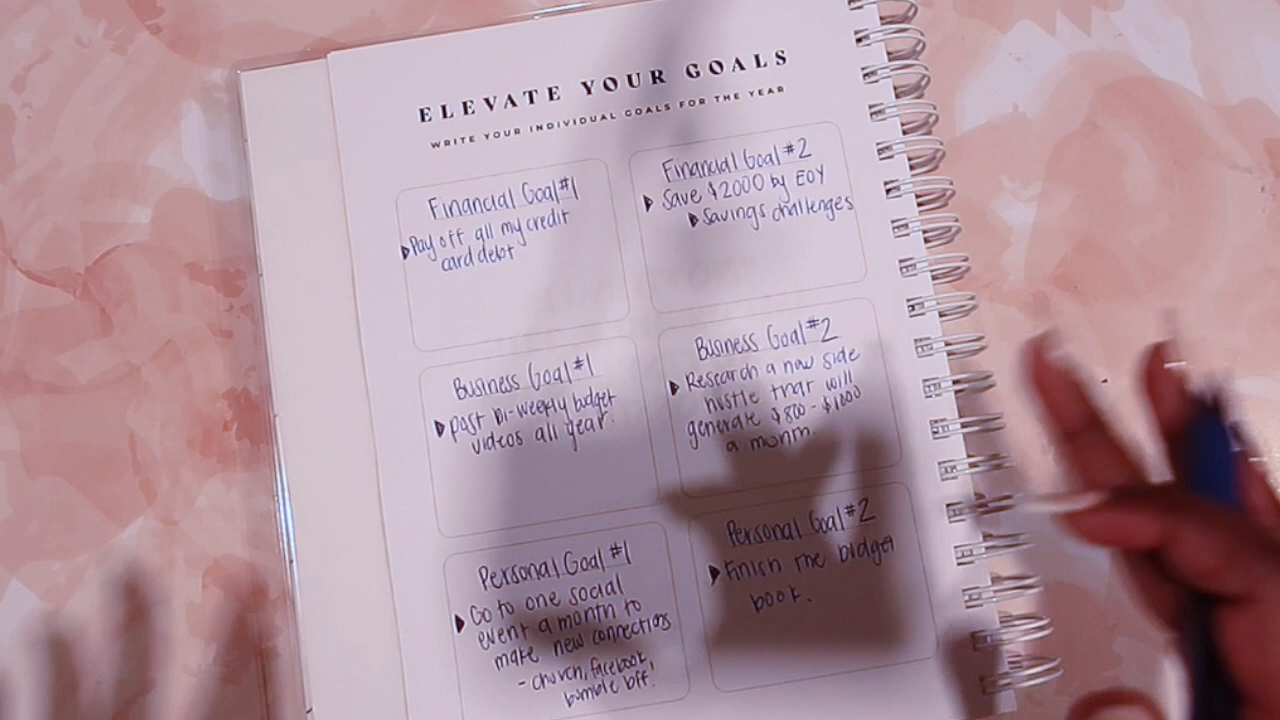 ELEVATE YOUR GOALS
WRITE YOUR INDIVIDUAL GOALS FOR THE YEAR
Financial Goal #1
Pay off all my credit
card debt
Financial Goal #2
Save $2000 by EOY
Savings challenges
Business Goal #1
post bi-weekly budget
videos all year.
Business Goal #2
Research a new side
hustle that will
generate $800 - $1000
a month.
Personal Goal #1
Go to one social
event a month to
make new connections
- church, facebook,
bumble bff.
Personal Goal #2
Finish the budget
book.